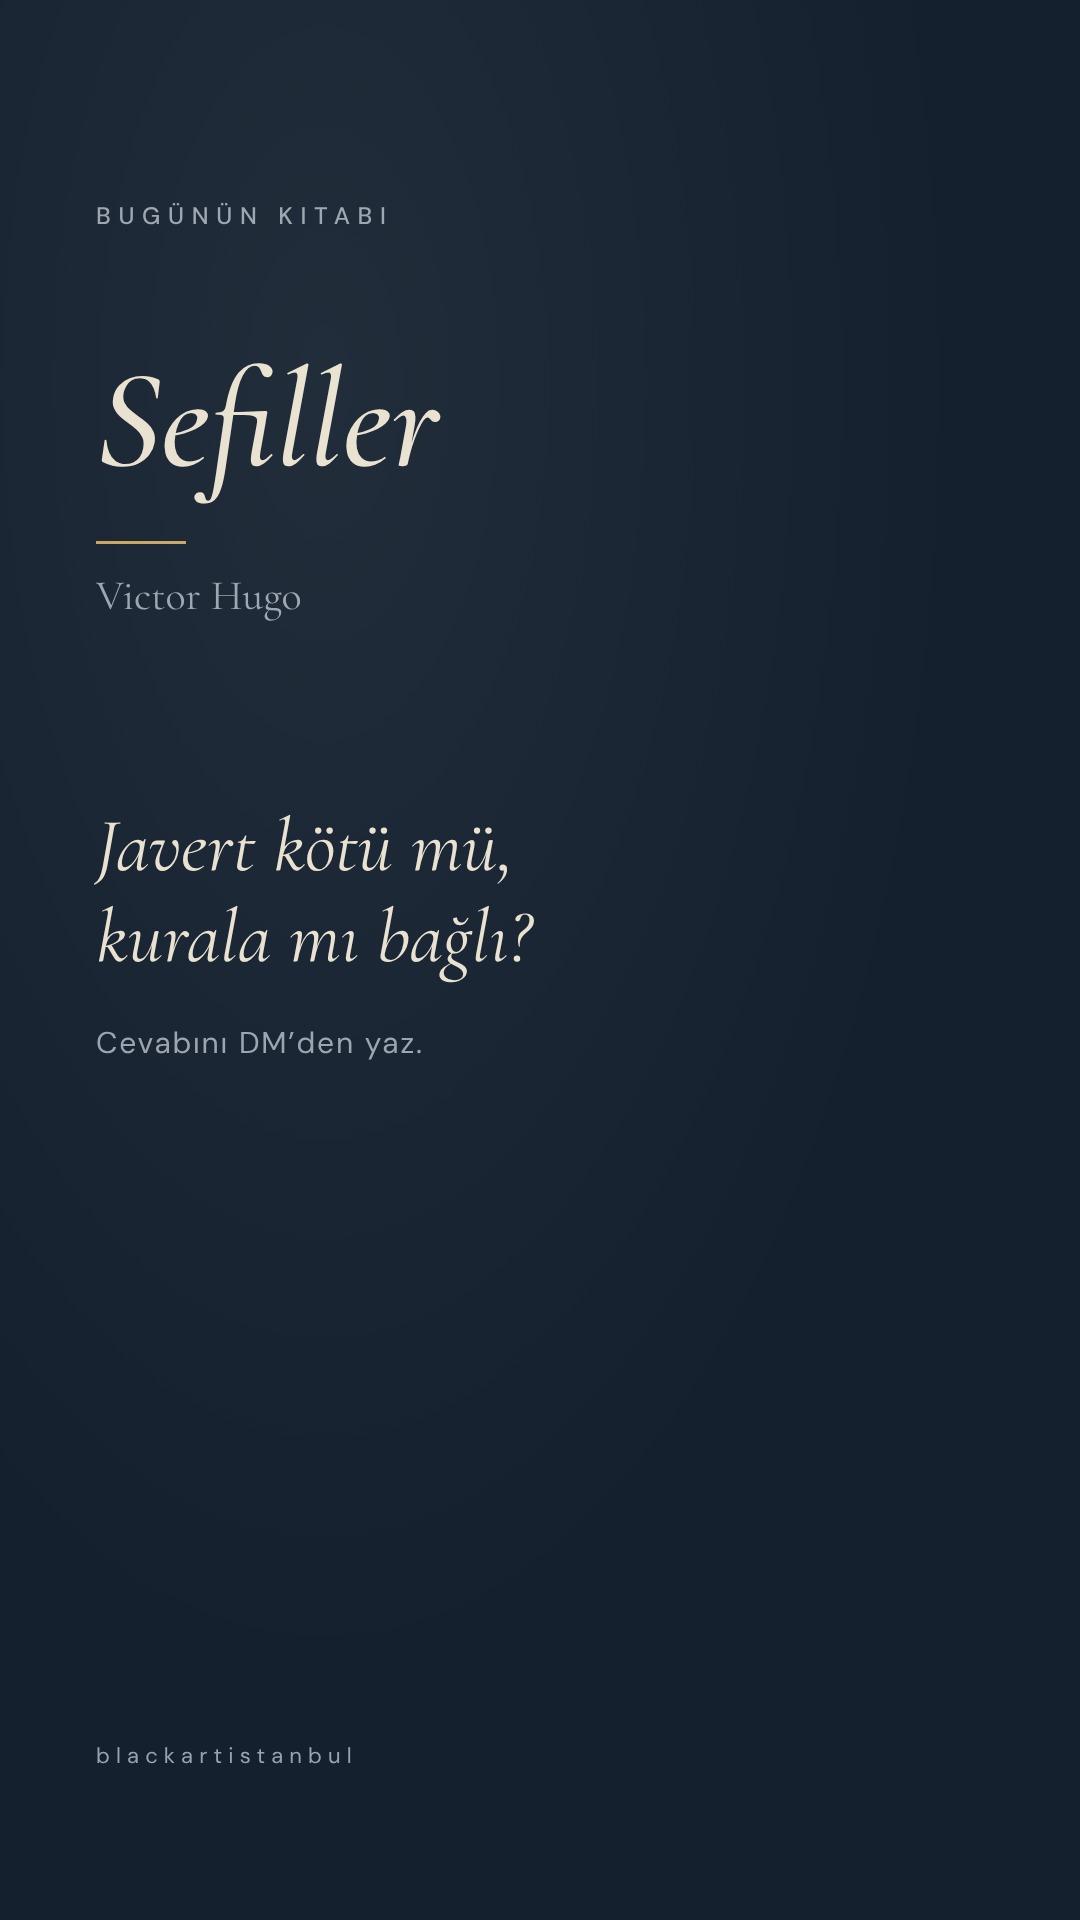 BUGÜNÜN KITABI
Sefiller
Victor Hugo
Javert kötü mü,
kurala mı bağlı?
Cevabını DM’den yaz.
blackartistanbul